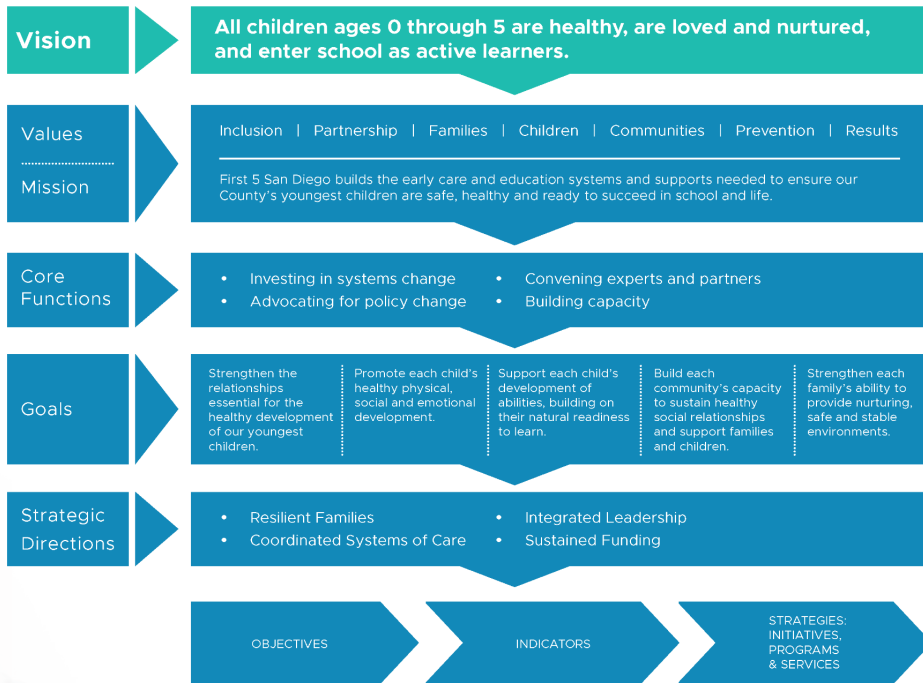 Vision
All children ages 0 through 5 are healthy, are loved and nurtured,
and enter school as active learners.
Values
Mission
Inclusion | Partnership | Families | Children | Communities | Prevention | Results
First 5 San Diego builds the early care and education systems and supports needed to ensure our
County's youngest children are safe, healthy and ready to succeed in school and life.
Core
Functions
• Investing in systems change
• Advocating for policy change
• Convening experts and partners
• Building capacity
Goals
Strengthen the
relationships
essential for the
healthy development
of our youngest
children.
Promote each child's
healthy physical,
social and emotional
development.
Support each child's
development of
abilities, building on
their natural readiness
to learn.
Build each
community's capacity
to sustain healthy
social relationships
and support families
and children.
Strengthen each
family's ability to
provide nurturing,
safe and stable
environments.
Strategic
Directions
• Resilient Families
• Coordinated Systems of Care
• Integrated Leadership
• Sustained Funding
OBJECTIVES
INDICATORS
STRATEGIES:
INITIATIVES,
PROGRAMS
& SERVICES